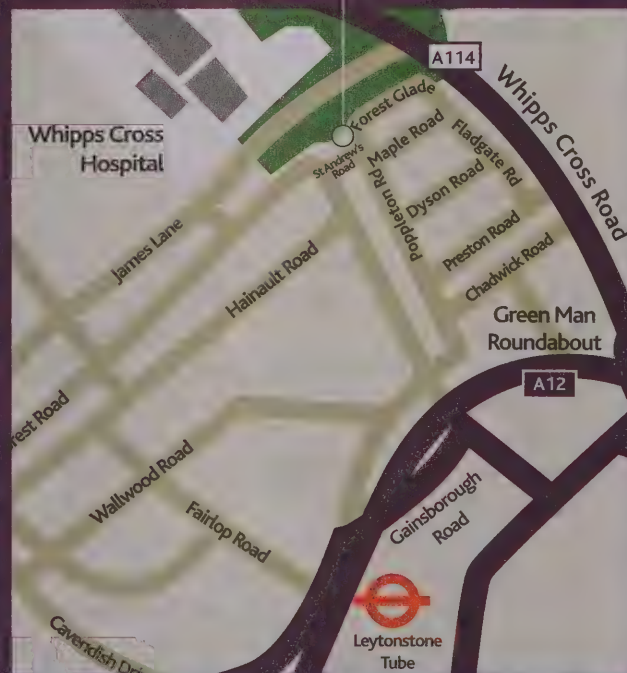 A114
Whipps Cross Road
Forest Glade
Maple Road
Fladgate Rd
St Andrew's
Road
Dyson Road
Poppleton Rd
Whipps Cross
Hospital
James Lane
Hainault Road
Preston Road
Chadwick Road
Green Man
Roundabout
A12
rest Road
Wallwood Road
Fairlop Road
Gainsborough
Road
Leytonstone
Tube
Cavendish Dri